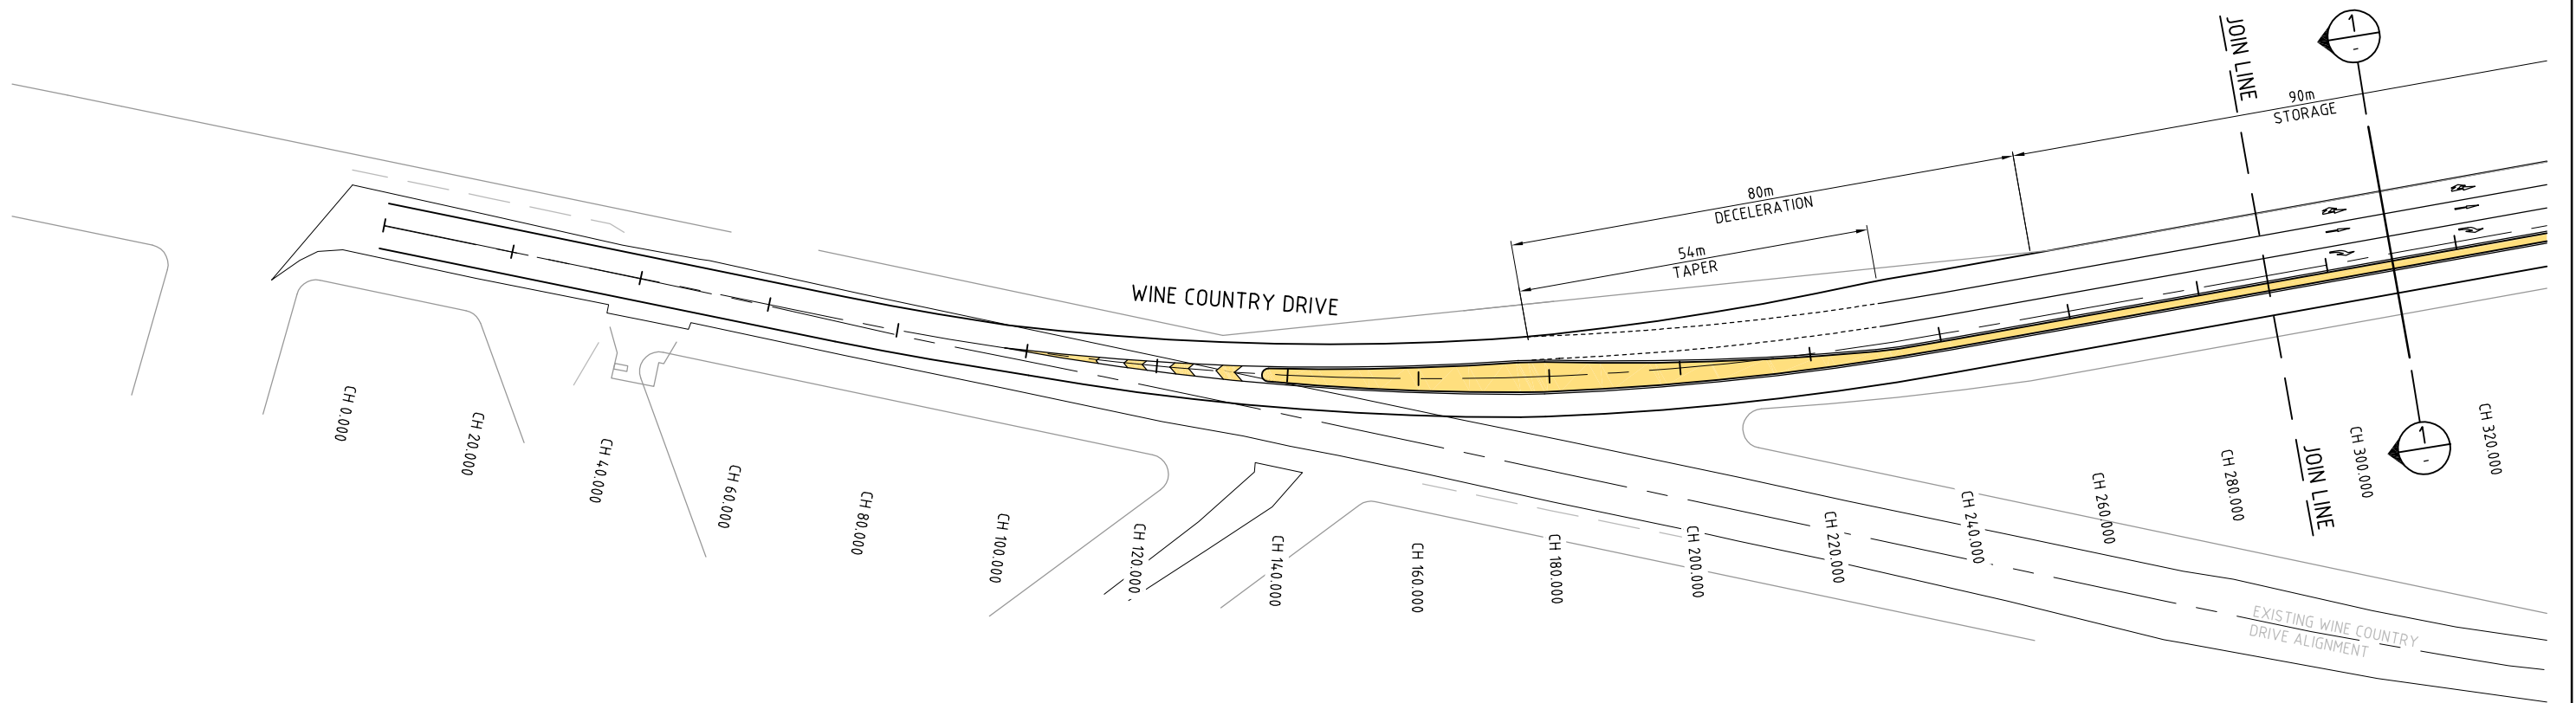 JOIN LINE
1
-
90m
STORAGE
80m
DECELERATION
54m
TAPER
WINE COUNTRY DRIVE
CH 0.000
CH 20.000
CH 40.000
CH 60.000
CH 80.000
CH 100.000
CH 120.000
CH 140.000
CH 160.000
CH 180.000
CH 200.000
CH 220.000
CH 240.000
CH 260.000
CH 280.000
JOIN LINE
CH 300.000
1
-
CH 320.000
EXISTING WINE COUNTRY
DRIVE ALIGNMENT